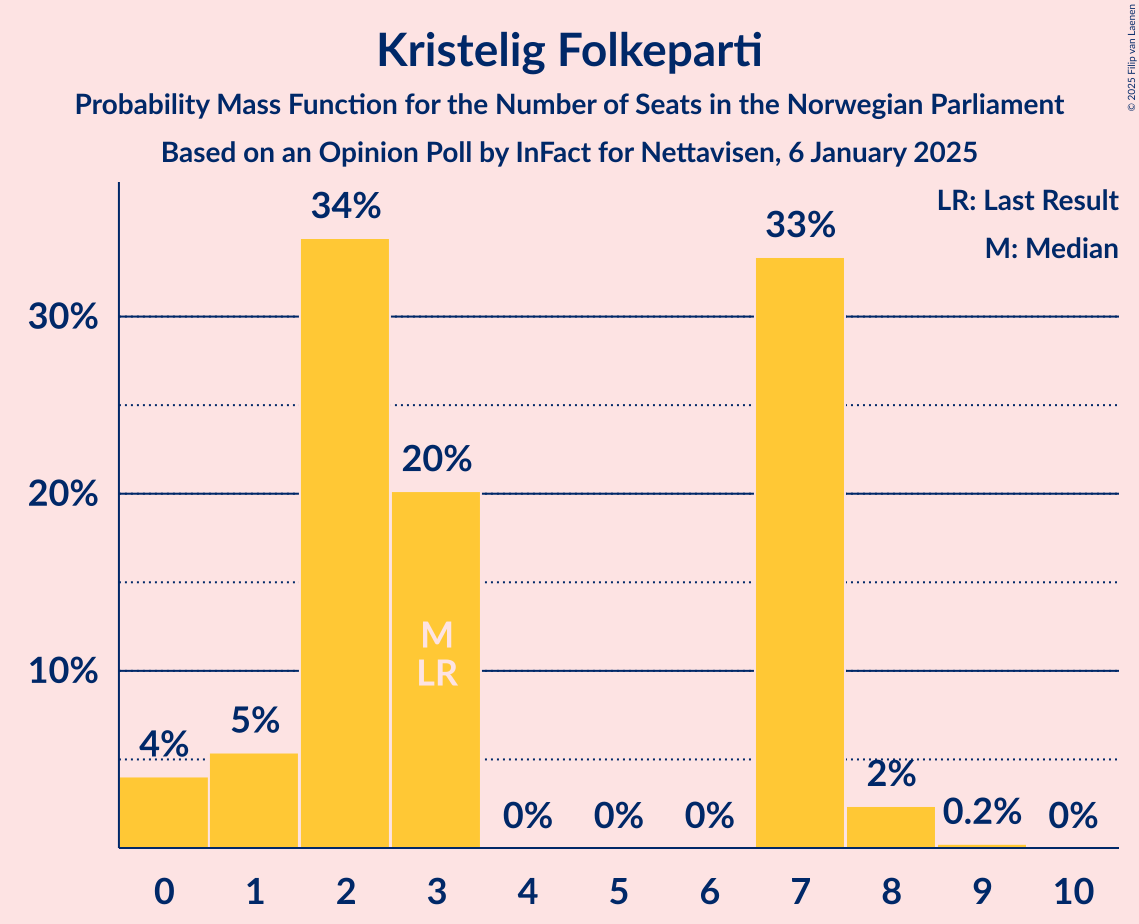 Kristelig Folkeparti
Probability Mass Function for the Number of Seats in the Norwegian Parliament
Based on an Opinion Poll by InFact for Nettavisen, 6 January 2025
© 2025 Filip van Laenen
LR: Last Result
M: Median
34%
33%
30%
20%
20%
M
LR
10%
5%
4%
2%
0%
0%
0%
0.2%
0%
0 1 2 3 4 5 6 7 8 9 10